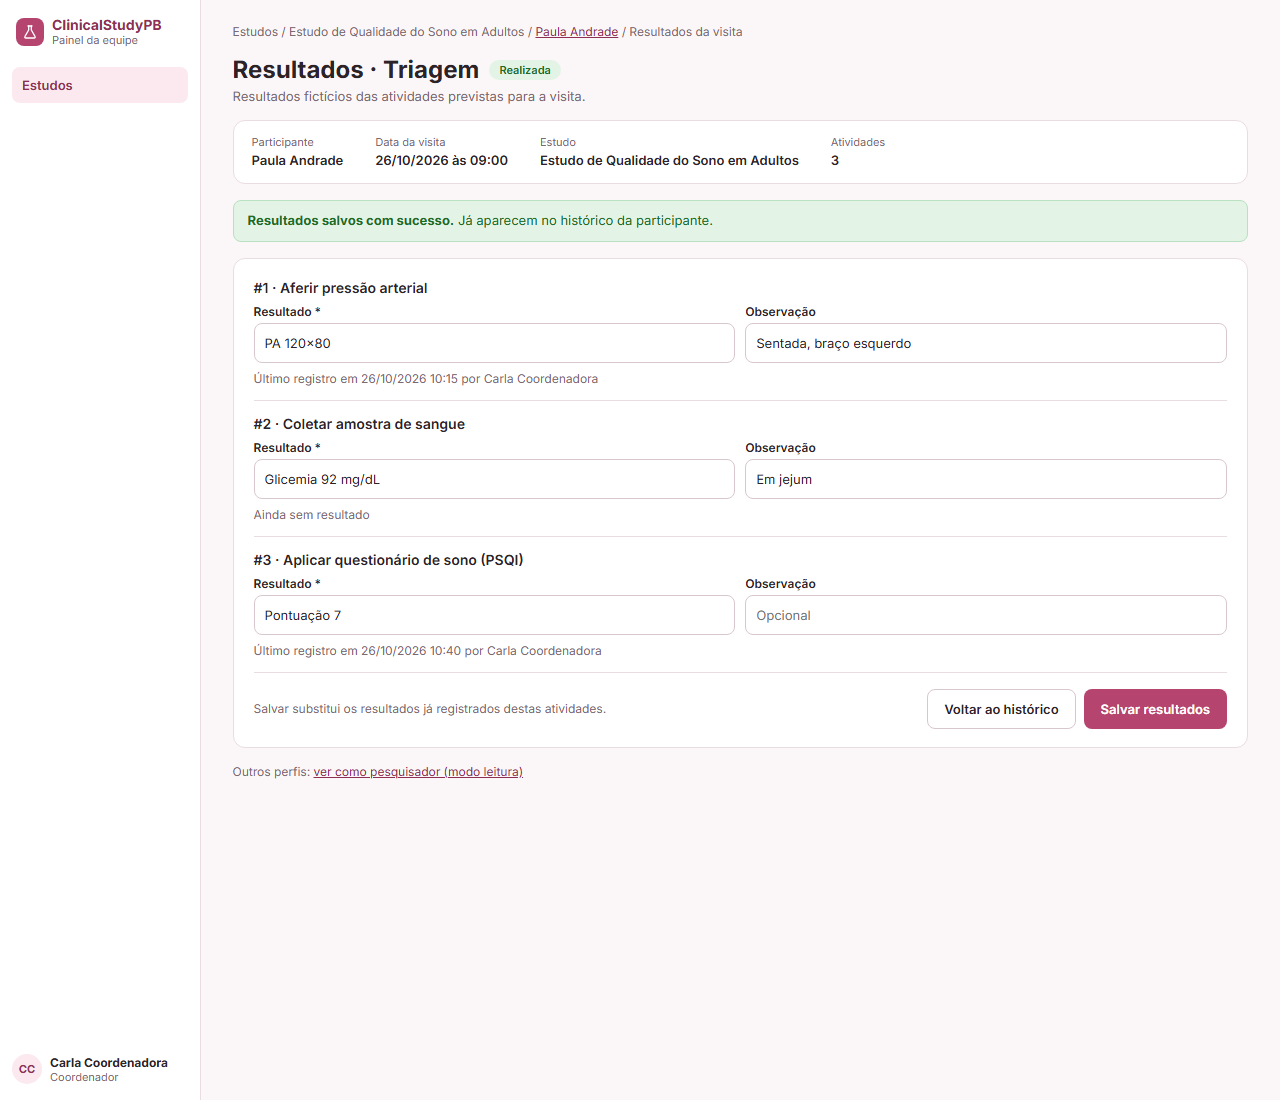 ClinicalStudyPB
Painel da equipe
Estudos
Estudos / Estudo de Qualidade do Sono em Adultos / Paula Andrade / Resultados da visita
Resultados · Triagem Realizada
Resultados fictícios das atividades previstas para a visita.
Participante Data da visita Estudo Atividades
Paula Andrade 26/10/2026 às 09:00 Estudo de Qualidade do Sono em Adultos 3
Resultados salvos com sucesso. Já aparecem no histórico da participante.
#1 · Aferir pressão arterial
Resultado * Observação
PA 120×80 Sentada, braço esquerdo
Último registro em 26/10/2026 10:15 por Carla Coordenadora
#2 · Coletar amostra de sangue
Resultado * Observação
Glicemia 92 mg/dL Em jejum
Ainda sem resultado
#3 · Aplicar questionário de sono (PSQI)
Resultado * Observação
Pontuação 7 Opcional
Último registro em 26/10/2026 10:40 por Carla Coordenadora
Salvar substitui os resultados já registrados destas atividades. Voltar ao histórico Salvar resultados
Outros perfis: ver como pesquisador (modo leitura)
CC Carla Coordenadora
Coordenador